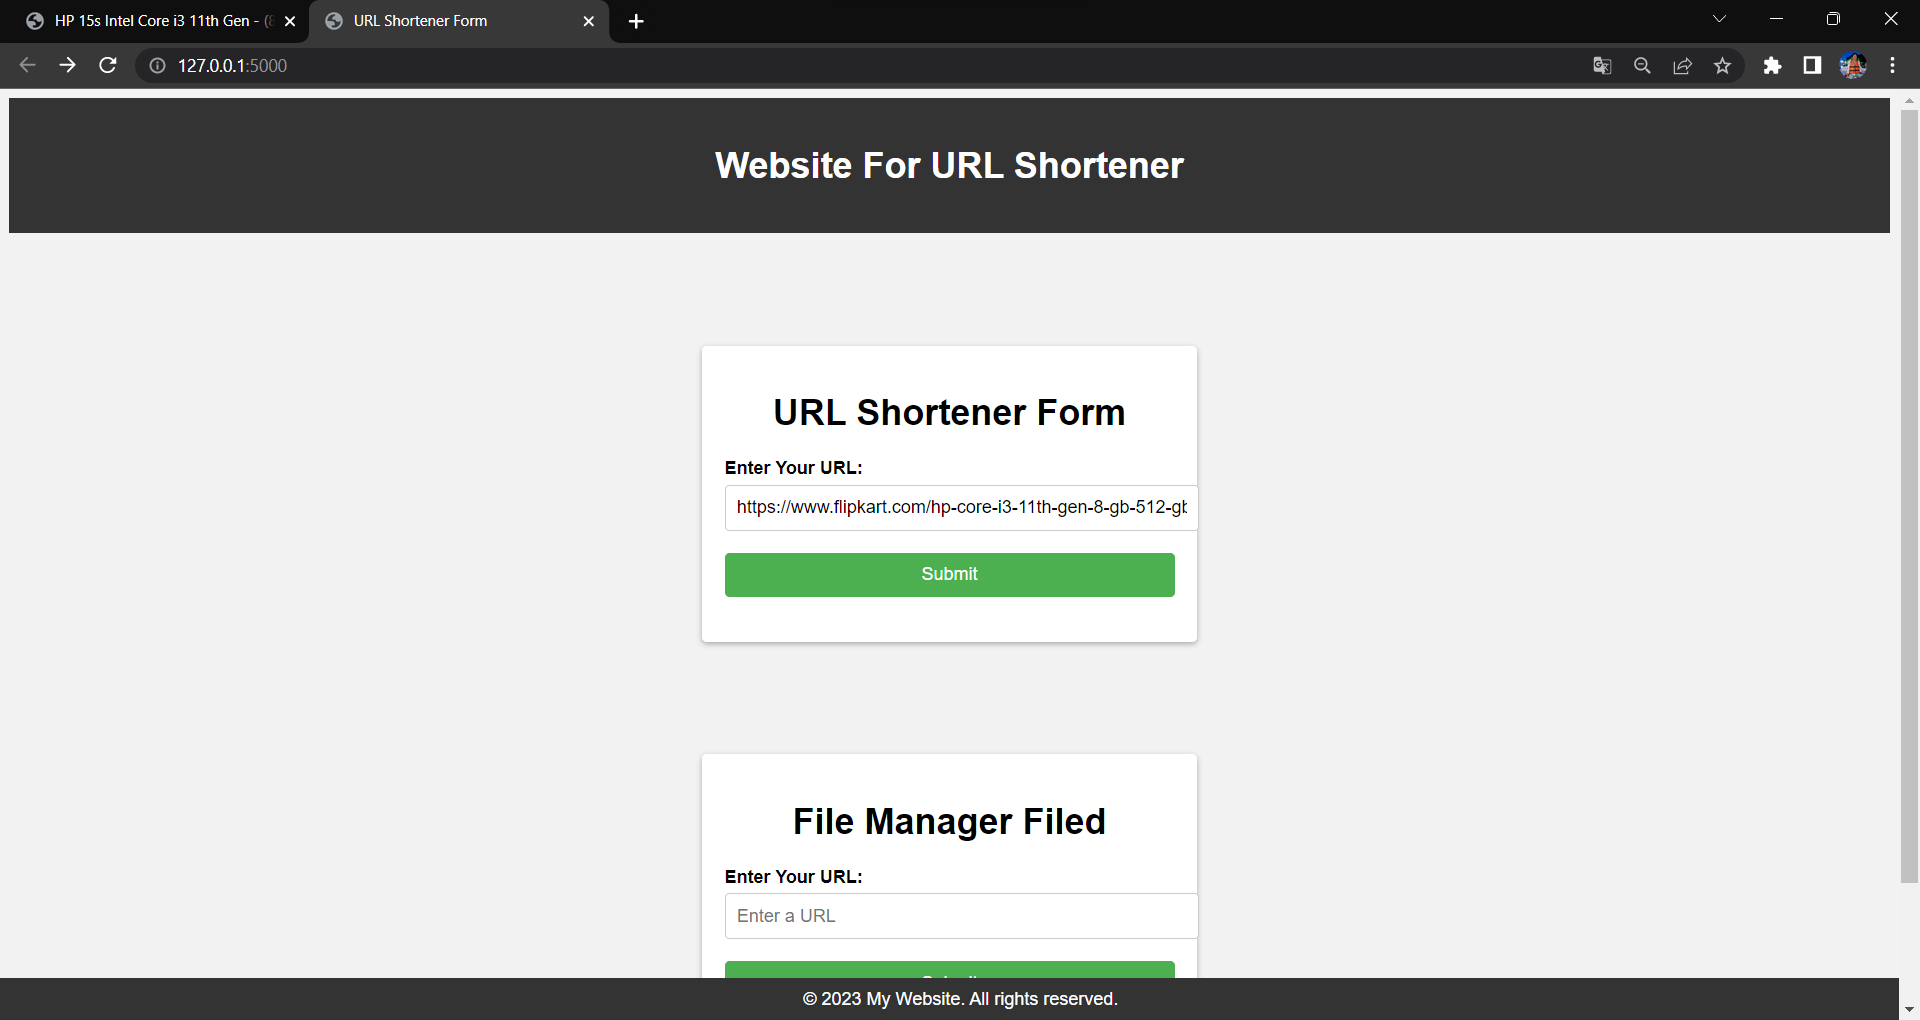 HP 15s Intel Core i3 11th Gen - (8
URL Shortener Form
127.0.0.1:5000
Website For URL Shortener
URL Shortener Form
Enter Your URL:
https://www.flipkart.com/hp-core-i3-11th-gen-8-gb-512-gb
Submit
File Manager Filed
Enter Your URL:
Enter a URL
© 2023 My Website. All rights reserved.